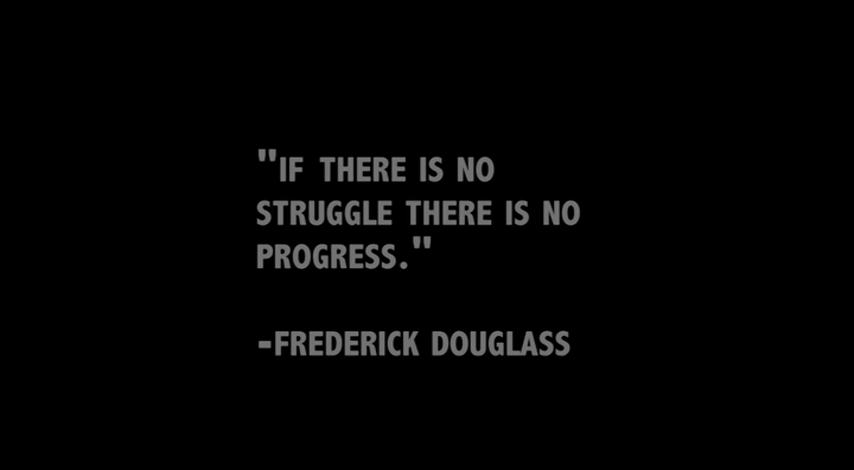 "IF THERE IS NO
STRUGGLE THERE IS NO
PROGRESS."
-FREDERICK DOUGLASS